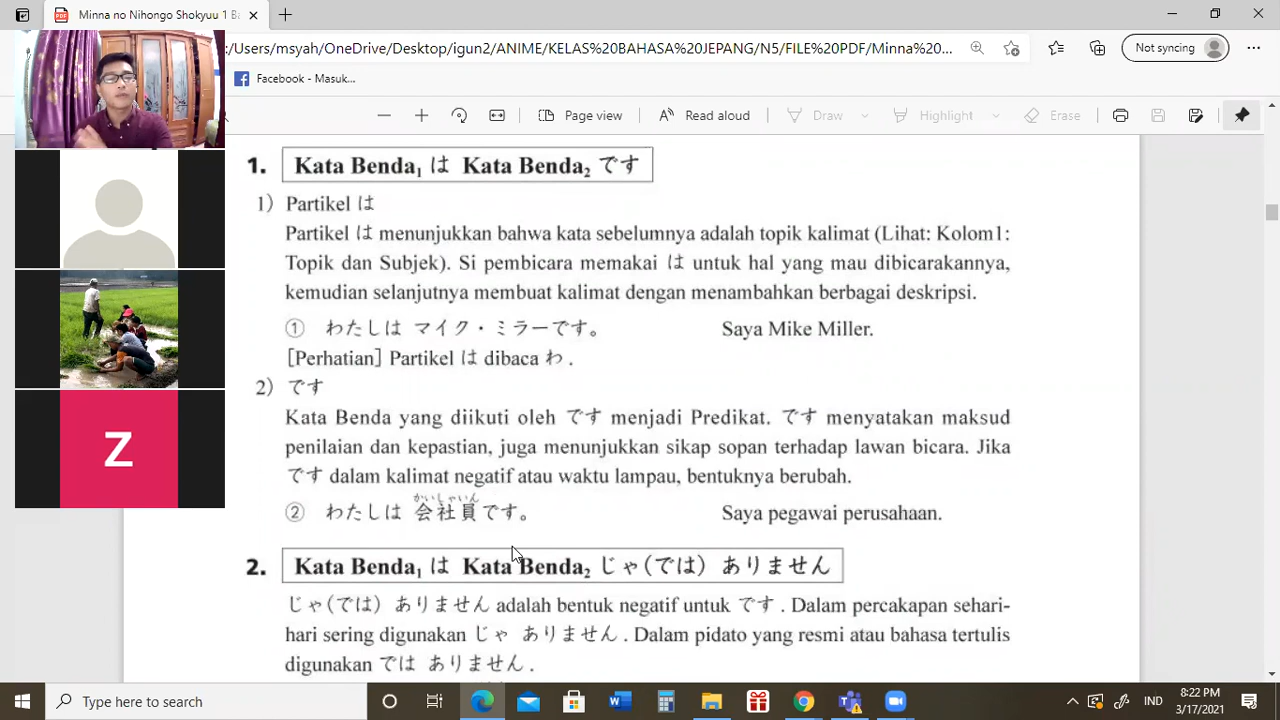 Minna no Nihongo Shokyu 1 Ba
:/Users/msyah/OneDrive/Desktop/igun2/ANIME/KELAS%20BAHASA%20JEPANG/N5/FILE%20PDF/Minna%20...
Not syncing
Facebook - Masuk...
Page view
Read aloud
Draw
Highlight
Erase
1. Kata Benda₁ は Kata Benda₂ です
1) Partikel は
Partikel は menunjukkan bahwa kata sebelumnya adalah topik kalimat (Lihat: Kolom1:
Topik dan Subjek). Si pembicara memakai は untuk hal yang mau dibicarakannya,
kemudian selanjutnya membuat kalimat dengan menambahkan berbagai deskripsi.
① わたしは マイク・ミラーです。 Saya Mike Miller.
[Perhatian] Partikel は dibaca わ .
2) です
Kata Benda yang diikuti oleh です menjadi Predikat. です menyatakan maksud
penilaian dan kepastian, juga menunjukkan sikap sopan terhadap lawan bicara. Jika
です dalam kalimat negatif atau waktu lampau, bentuknya berubah.
かいしゃいん
② わたしは 会社員です。 Saya pegawai perusahaan.
2. Kata Benda₁ は Kata Benda₂ じゃ(では) ありません
じゃ(では) ありません adalah bentuk negatif untuk です . Dalam percakapan sehari-
hari sering digunakan じゃ ありません . Dalam pidato yang resmi atau bahasa tertulis
digunakan では ありません .
Z
Type here to search
IND
8:22 PM
3/17/2021